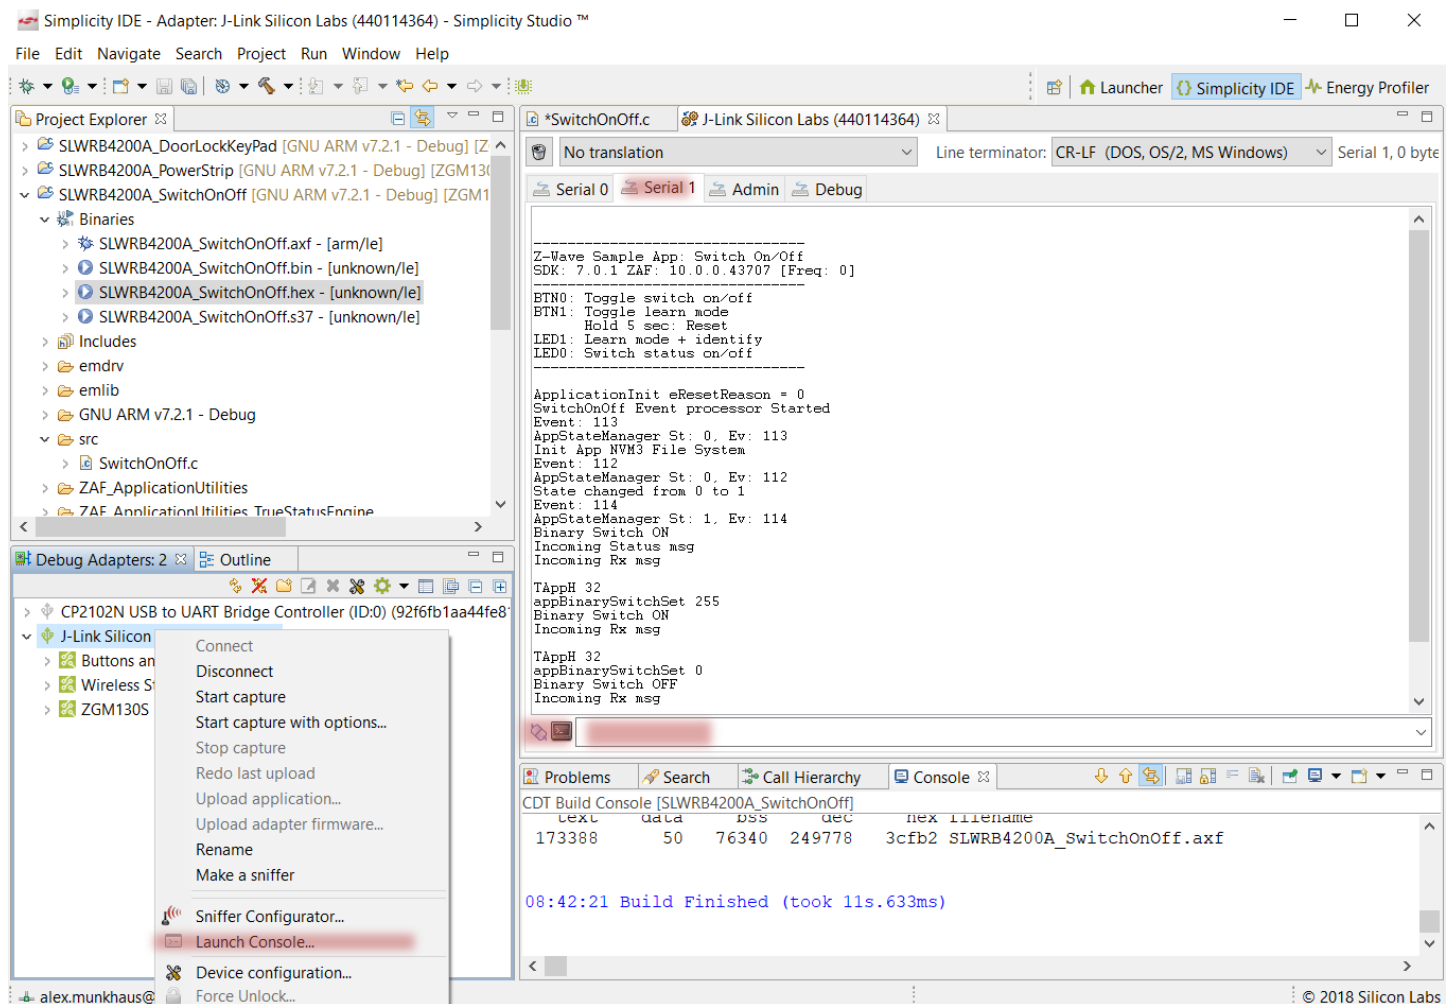 Simplicity IDE - Adapter: J-Link Silicon Labs (440114364) - Simplicity Studio ™
File Edit Navigate Search Project Run Window Help
Launcher {} Simplicity IDE Energy Profiler
Project Explorer
SLWRB4200A_DoorLockKeyPad [GNU ARM v7.2.1 - Debug] [Z
SLWRB4200A_PowerStrip [GNU ARM v7.2.1 - Debug] [ZGM13
SLWRB4200A_SwitchOnOff [GNU ARM v7.2.1 - Debug] [ZGM1
Binaries
SLWRB4200A_SwitchOnOff.axf - [arm/le]
SLWRB4200A_SwitchOnOff.bin - [unknown/le]
SLWRB4200A_SwitchOnOff.hex - [unknown/le]
SLWRB4200A_SwitchOnOff.s37 - [unknown/le]
Includes
emdrv
emlib
GNU ARM v7.2.1 - Debug
src
SwitchOnOff.c
ZAF_ApplicationUtilities
ZAF_ApplicationUtilities_TrueStatusEngine
Debug Adapters: 2 Outline
CP2102N USB to UART Bridge Controller (ID:0) (92f6fb1aa44fe8
J-Link Silicon
Buttons an
Wireless S
ZGM130S
Connect
Disconnect
Start capture
Start capture with options...
Stop capture
Redo last upload
Upload application...
Upload adapter firmware...
Rename
Make a sniffer
Sniffer Configurator...
Launch Console...
Device configuration...
Force Unlock...
*SwitchOnOff.c J-Link Silicon Labs (440114364)
No translation Line terminator: CR-LF (DOS, OS/2, MS Windows) Serial 1, 0 byte
Serial 0 Serial 1 Admin Debug
--------------------------------
Z-Wave Sample App: Switch On/Off
SDK: 7.0.1 ZAF: 10.0.0.43707 [Freq: 0]
--------------------------------
BTN0: Toggle switch on/off
BTN1: Toggle learn mode
Hold 5 sec: Reset
LED1: Learn mode + identify
LED0: Switch status on/off
--------------------------------
ApplicationInit eResetReason = 0
SwitchOnOff Event processor Started
Event: 113
AppStateManager St: 0, Ev: 113
Init App NVM3 File System
Event: 112
AppStateManager St: 0, Ev: 112
State changed from 0 to 1
Event: 114
AppStateManager St: 1, Ev: 114
Binary Switch ON
Incoming Status msg
Incoming Rx msg
TAppH 32
appBinarySwitchSet 255
Binary Switch ON
Incoming Rx msg
TAppH 32
appBinarySwitchSet 0
Binary Switch OFF
Incoming Rx msg
Problems Search Call Hierarchy Console
CDT Build Console [SLWRB4200A_SwitchOnOff]
text data bss dec hex filename
173388 50 76340 249778 3cfb2 SLWRB4200A_SwitchOnOff.axf
08:42:21 Build Finished (took 11s.633ms)
alex.munkhaus@
© 2018 Silicon Labs